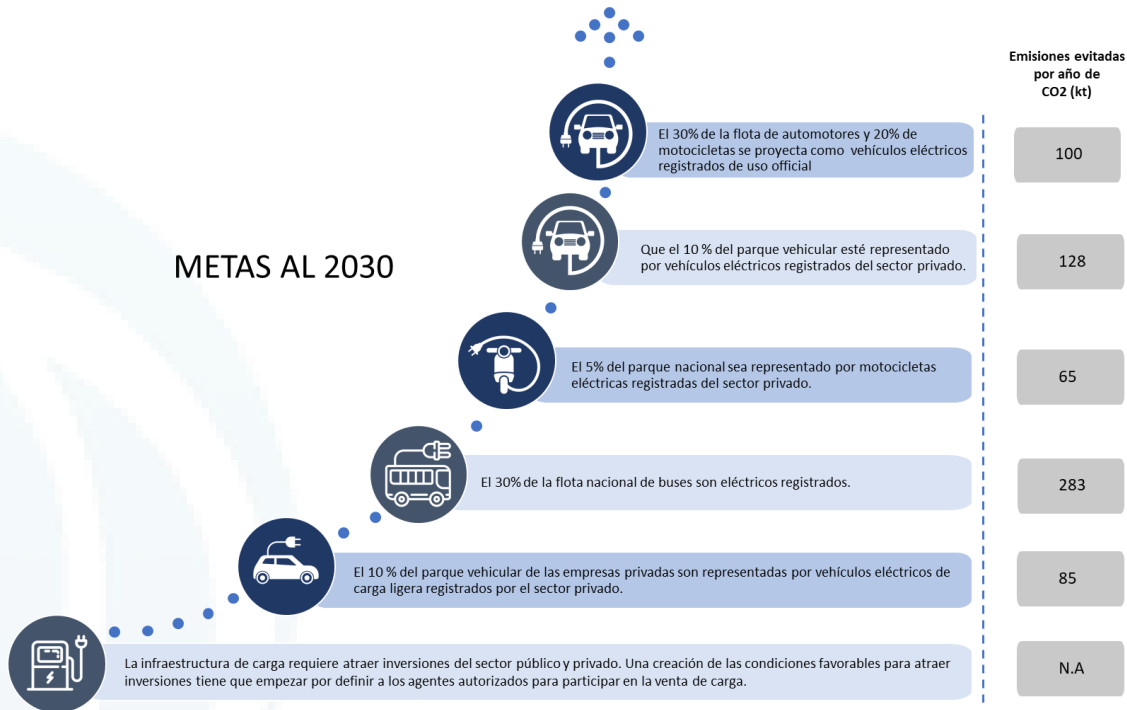 Emisiones evitadas
por año de
CO2 (kt)
El 30% de la flota de automotores y 20% de
motocicletas se proyecta como vehículos eléctricos
registrados de uso official
100
METAS AL 2030
Que el 10 % del parque vehicular esté representado
por vehículos eléctricos registrados del sector privado.
128
El 5% del parque nacional sea representado por motocicletas
eléctricas registradas del sector privado.
65
El 30% de la flota nacional de buses son eléctricos registrados.
283
El 10 % del parque vehicular de las empresas privadas son representadas por vehículos eléctricos de
carga ligera registrados por el sector privado.
85
La infraestructura de carga requiere atraer inversiones del sector público y privado. Una creación de las condiciones favorables para atraer
inversiones tiene que empezar por definir a los agentes autorizados para participar en la venta de carga.
N.A